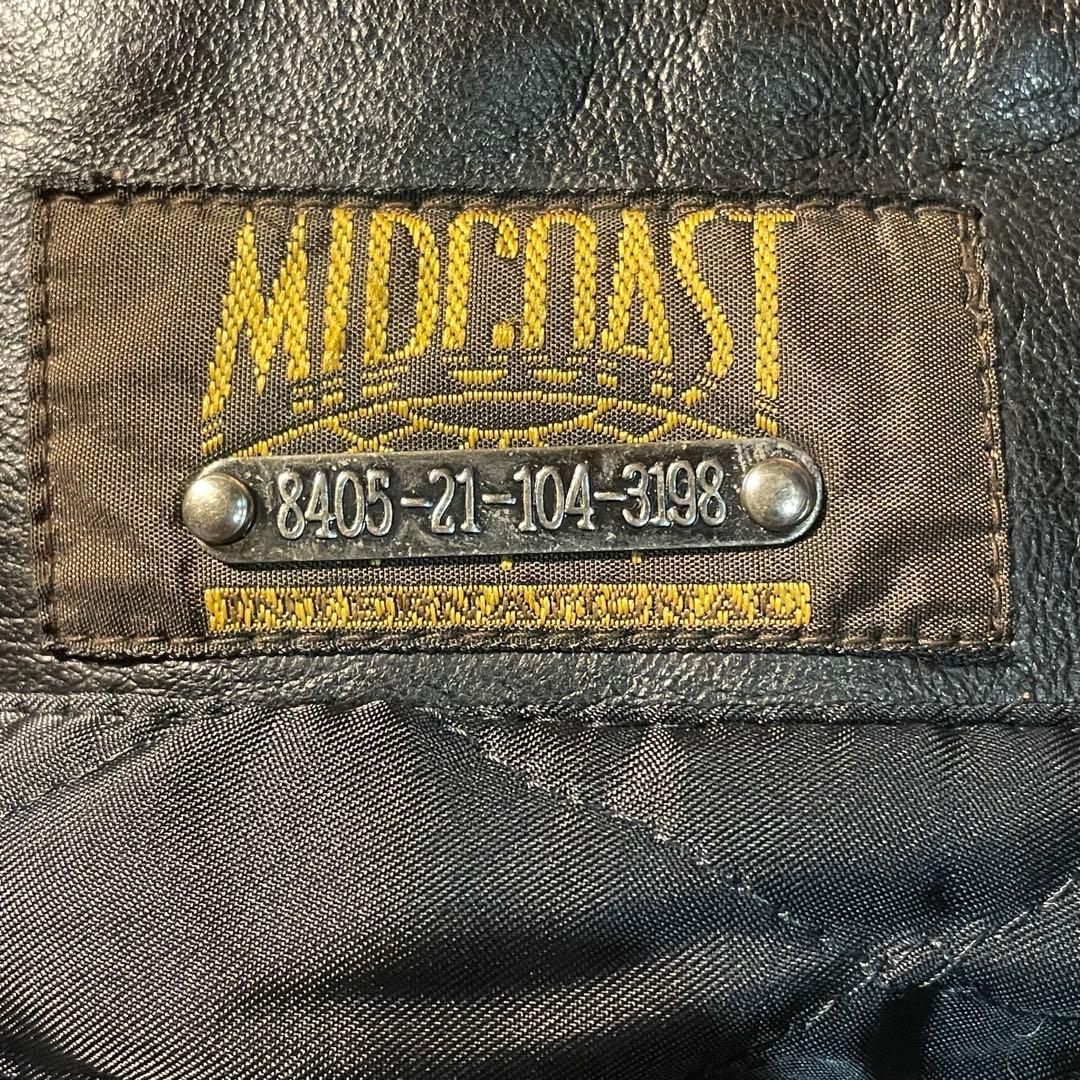 MIDCOAST
8405-21-104-3198
INTERNATIONAL